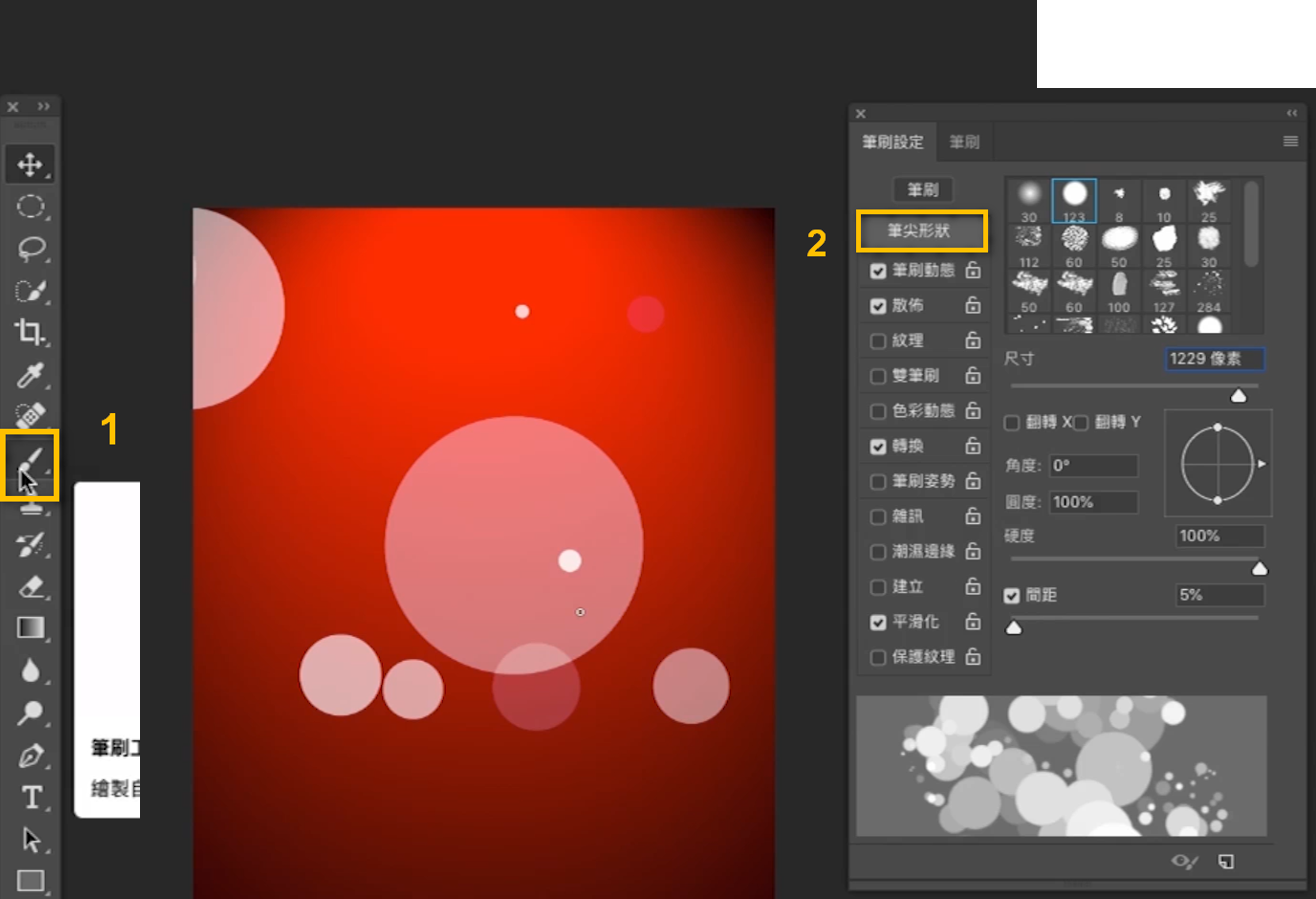 筆刷設定 筆刷
筆刷
30 123 8 10 25
2
筆尖形狀
112 60 50 25 30
筆刷動態
50 60 100 127 284
散佈
紋理
尺寸 1229 像素
雙筆刷
色彩動態
翻轉 X 翻轉 Y
1
轉換
角度: 0°
筆刷姿勢
圓度: 100%
雜訊
硬度 100%
潮濕邊緣
建立
間距 5%
平滑化
保護紋理
筆刷工
繪製自
T